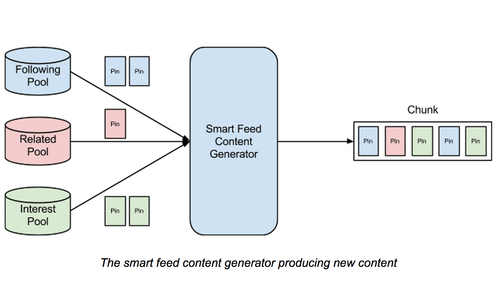 Following
Pool
Pin Pin
Related
Pool
Pin
Interest
Pool
Pin Pin
Smart Feed
Content
Generator
Chunk
Pin Pin Pin Pin Pin
The smart feed content generator producing new content